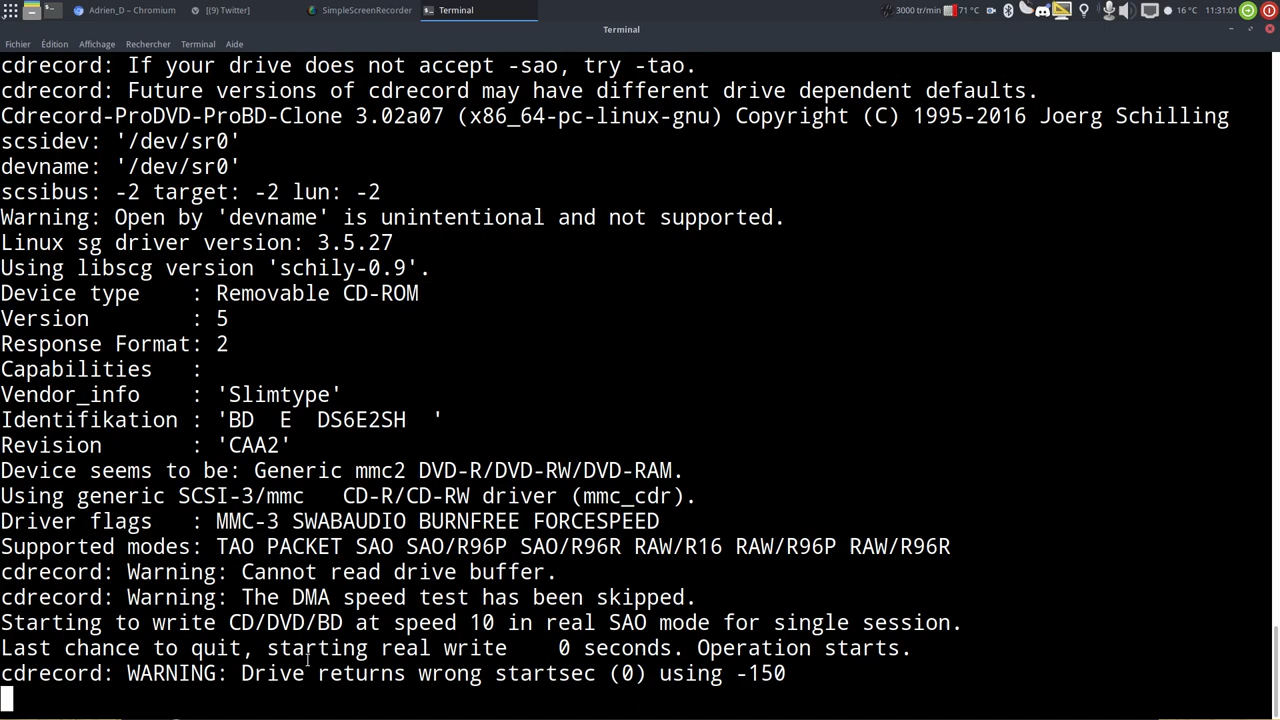 Adrien_D – Chromium
[(9) Twitter]
SimpleScreenRecorder
Terminal
3000 tr/min
71 °C
16 °C
11:31:01
Terminal
Fichier Édition Affichage Rechercher Terminal Aide
cdrecord: If your drive does not accept -sao, try -tao.
cdrecord: Future versions of cdrecord may have different drive dependent defaults.
Cdrecord-ProDVD-ProBD-Clone 3.02a07 (x86_64-pc-linux-gnu) Copyright (C) 1995-2016 Joerg Schilling
scsidev: '/dev/sr0'
devname: '/dev/sr0'
scsibus: -2 target: -2 lun: -2
Warning: Open by 'devname' is unintentional and not supported.
Linux sg driver version: 3.5.27
Using libscg version 'schily-0.9'.
Device type    : Removable CD-ROM
Version        : 5
Response Format: 2
Capabilities   :
Vendor_info    : 'Slimtype'
Identifikation : 'BD  E  DS6E2SH  '
Revision       : 'CAA2'
Device seems to be: Generic mmc2 DVD-R/DVD-RW/DVD-RAM.
Using generic SCSI-3/mmc   CD-R/CD-RW driver (mmc_cdr).
Driver flags   : MMC-3 SWABAUDIO BURNFREE FORCESPEED
Supported modes: TAO PACKET SAO SAO/R96P SAO/R96R RAW/R16 RAW/R96P RAW/R96R
cdrecord: Warning: Cannot read drive buffer.
cdrecord: Warning: The DMA speed test has been skipped.
Starting to write CD/DVD/BD at speed 10 in real SAO mode for single session.
Last chance to quit, starting real write    0 seconds. Operation starts.
cdrecord: WARNING: Drive returns wrong startsec (0) using -150